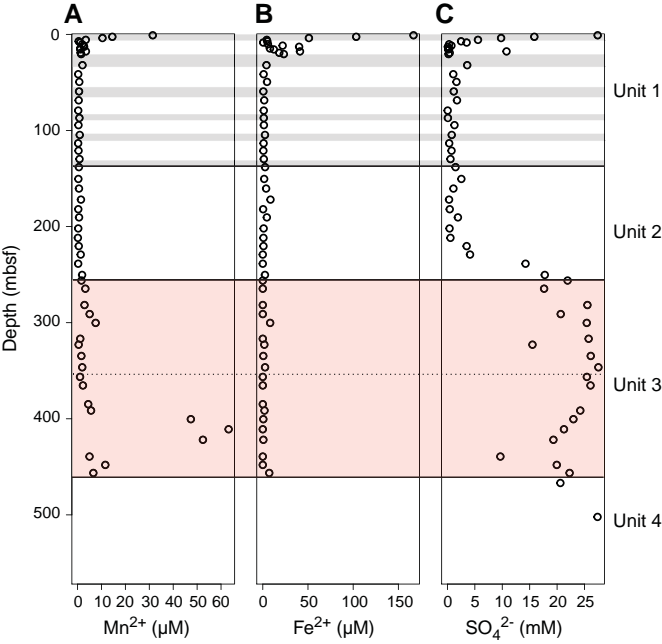 A B C
0
100
200
300
400
500
Depth (mbsf)
Unit 1
Unit 2
Unit 3
Unit 4
0 10 20 30 40 50 60
0 50 100 150
0 5 10 15 20 25
Mn²⁺ (μM)
Fe²⁺ (μM)
SO₄²⁻ (mM)